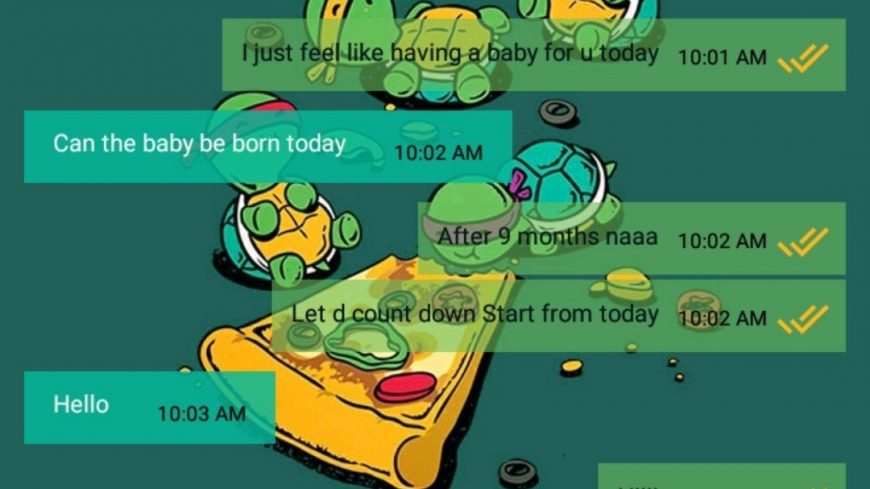 I just feel like having a baby for u today 10:01 AM
Can the baby be born today 10:02 AM
After 9 months naaa 10:02 AM
Let d count down Start from today 10:02 AM
Hello 10:03 AM